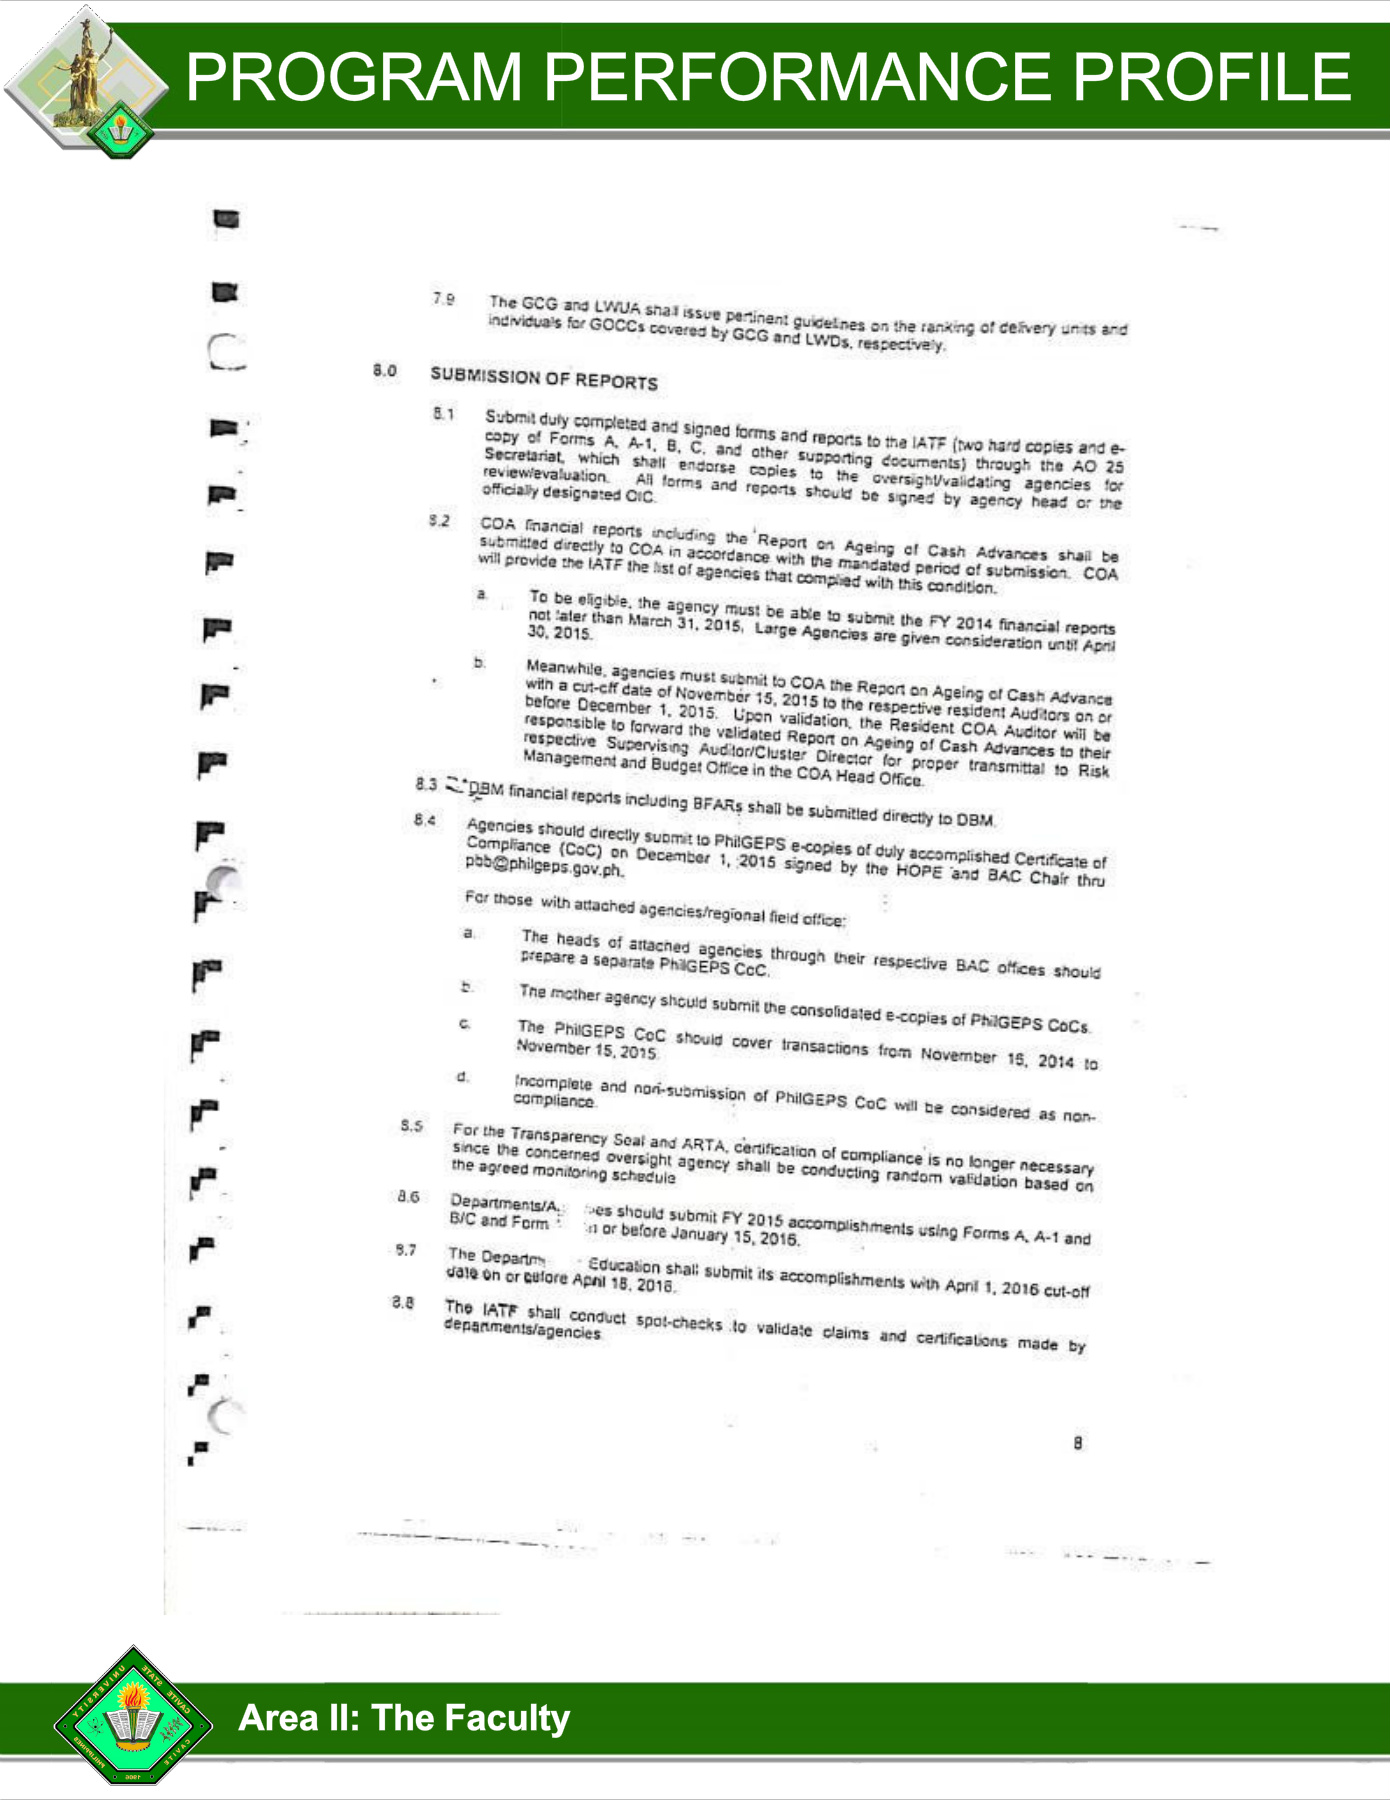 PROGRAM PERFORMANCE PROFILE
7.9 The GCG and LWUA shall issue pertinent guidelines on the ranking of delivery units and
individuals for GOCCs covered by GCG and LWDs, respectively.
8.0 SUBMISSION OF REPORTS
8.1 Submit duly completed and signed forms and reports to the IATF (two hard copies and e-
copy of Forms A, A-1, B, C, and other supporting documents) through the AO 25
Secretariat, which shall endorse copies to the oversight/validating agencies for
review/evaluation. All forms and reports should be signed by agency head or the
officially designated OIC.
8.2 COA financial reports including the Report on Ageing of Cash Advances shall be
submitted directly to COA in accordance with the mandated period of submission. COA
will provide the IATF the list of agencies that complied with this condition.
a. To be eligible, the agency must be able to submit the FY 2014 financial reports
not later than March 31, 2015. Large Agencies are given consideration until April
30, 2015.
b. Meanwhile, agencies must submit to COA the Report on Ageing of Cash Advance
with a cut-off date of November 15, 2015 to the respective resident Auditors on or
before December 1, 2015. Upon validation, the Resident COA Auditor will be
responsible to forward the validated Report on Ageing of Cash Advances to their
respective Supervising Auditor/Cluster Director for proper transmittal to Risk
Management and Budget Office in the COA Head Office.
8.3 DBM financial reports including BFARs shall be submitted directly to DBM.
8.4 Agencies should directly submit to PhilGEPS e-copies of duly accomplished Certificate of
Compliance (CoC) on December 1, 2015 signed by the HOPE and BAC Chair thru
pbb@philgeps.gov.ph.
For those with attached agencies/regional field office:
a. The heads of attached agencies through their respective BAC offices should
prepare a separate PhilGEPS CoC.
b. The mother agency should submit the consolidated e-copies of PhilGEPS CoCs.
c. The PhilGEPS CoC should cover transactions from November 16, 2014 to
November 15, 2015.
d. Incomplete and non-submission of PhilGEPS CoC will be considered as non-
compliance.
8.5 For the Transparency Seal and ARTA, certification of compliance is no longer necessary
since the concerned oversight agency shall be conducting random validation based on
the agreed monitoring schedule
8.6 Departments/A should submit FY 2015 accomplishments using Forms A, A-1 and
B/C and Form or before January 15, 2016.
8.7 The Education shall submit its accomplishments with April 1, 2016 cut-off
date on or before April 18, 2016.
8.8 The IATF shall conduct spot-checks to validate claims and certifications made by
departments/agencies
8
CAVITE STATE UNIVERSITY
CAVITE
PHILIPPINES
1906
Area II: The Faculty